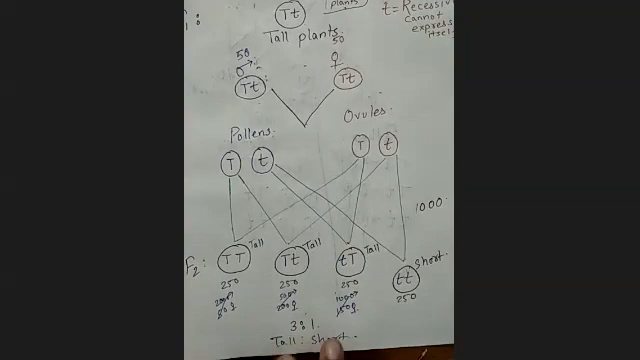 plants
:
Tt
t = Recessive
cannot
express
itself
Tall plants
50
50
♂
♀
Tt
Tt
Pollens
Ovules
T
t
T
t
1000
F2:
TT Tall
Tt Tall
tT Tall
tt short
250
250
250
250
3:1
Tall: short